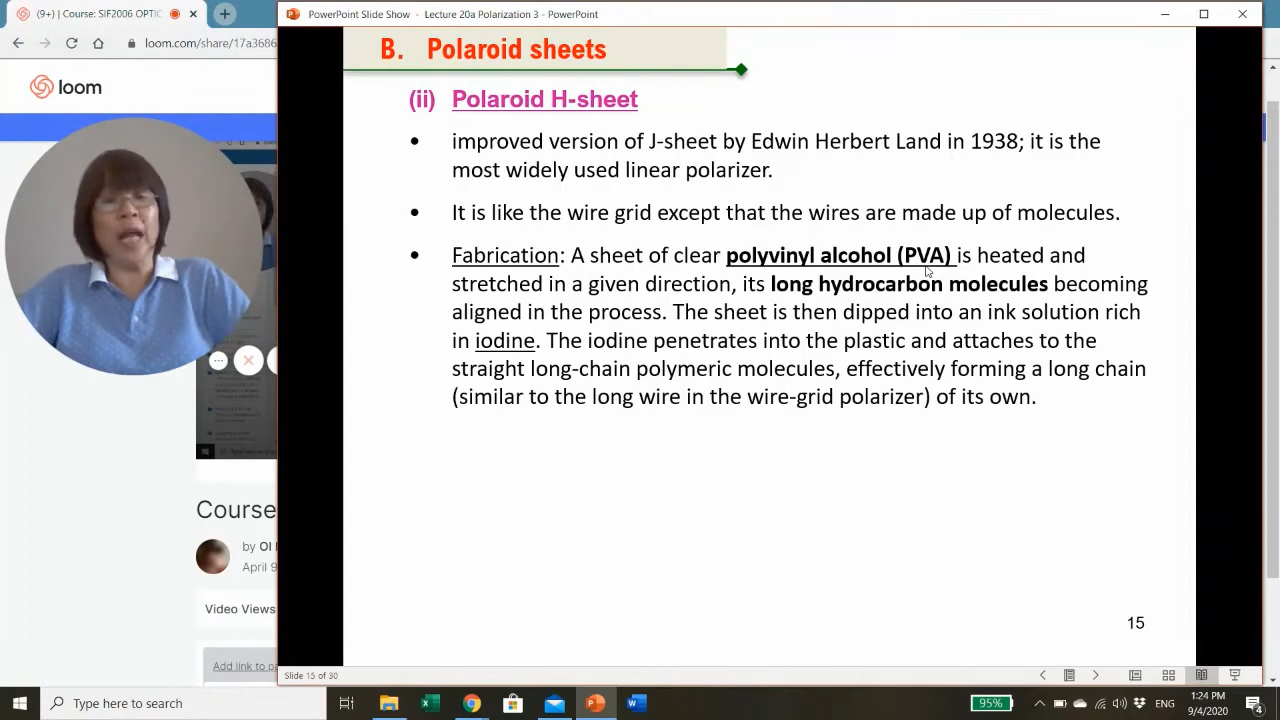 (9+) | Course: SIF2006 OPTIC
PowerPoint Slide Show - Lecture 20a Polarization 3 - PowerPoint
loom.com/share/17a3686
loom
B. Polaroid sheets
(ii) Polaroid H-sheet
• improved version of J-sheet by Edwin Herbert Land in 1938; it is the
most widely used linear polarizer.
• It is like the wire grid except that the wires are made up of molecules.
• Fabrication: A sheet of clear polyvinyl alcohol (PVA) is heated and
stretched in a given direction, its long hydrocarbon molecules becoming
aligned in the process. The sheet is then dipped into an ink solution rich
in iodine. The iodine penetrates into the plastic and attaches to the
straight long-chain polymeric molecules, effectively forming a long chain
(similar to the long wire in the wire-grid polarizer) of its own.
15
Course
by OI
April 9
Video Views
Add link to p
Slide 15 of 30
Type here to search
95%
ENG
1:24 PM
9/4/2020
4